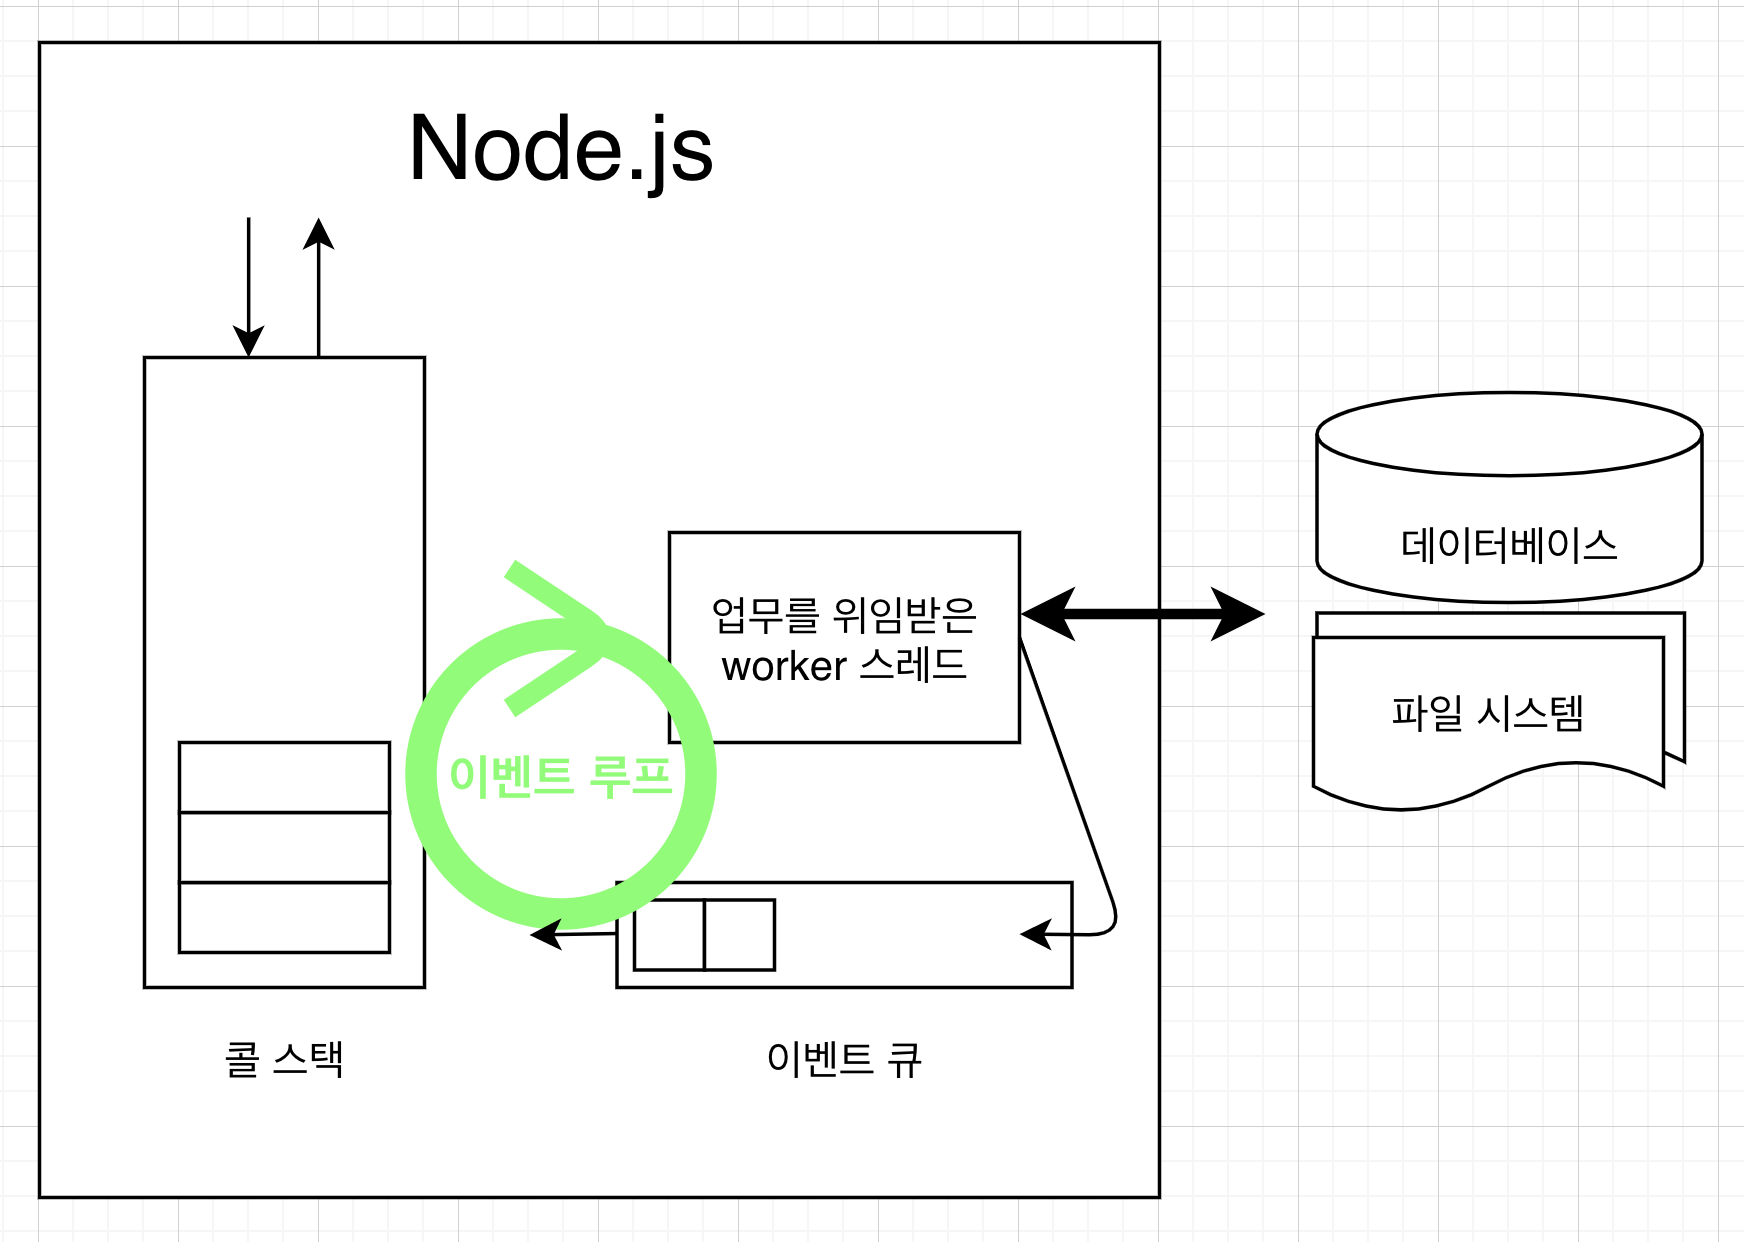 Node.js
데이터베이스
업무를 위임받은
worker 스레드
파일 시스템
이벤트 루프
콜 스택
이벤트 큐